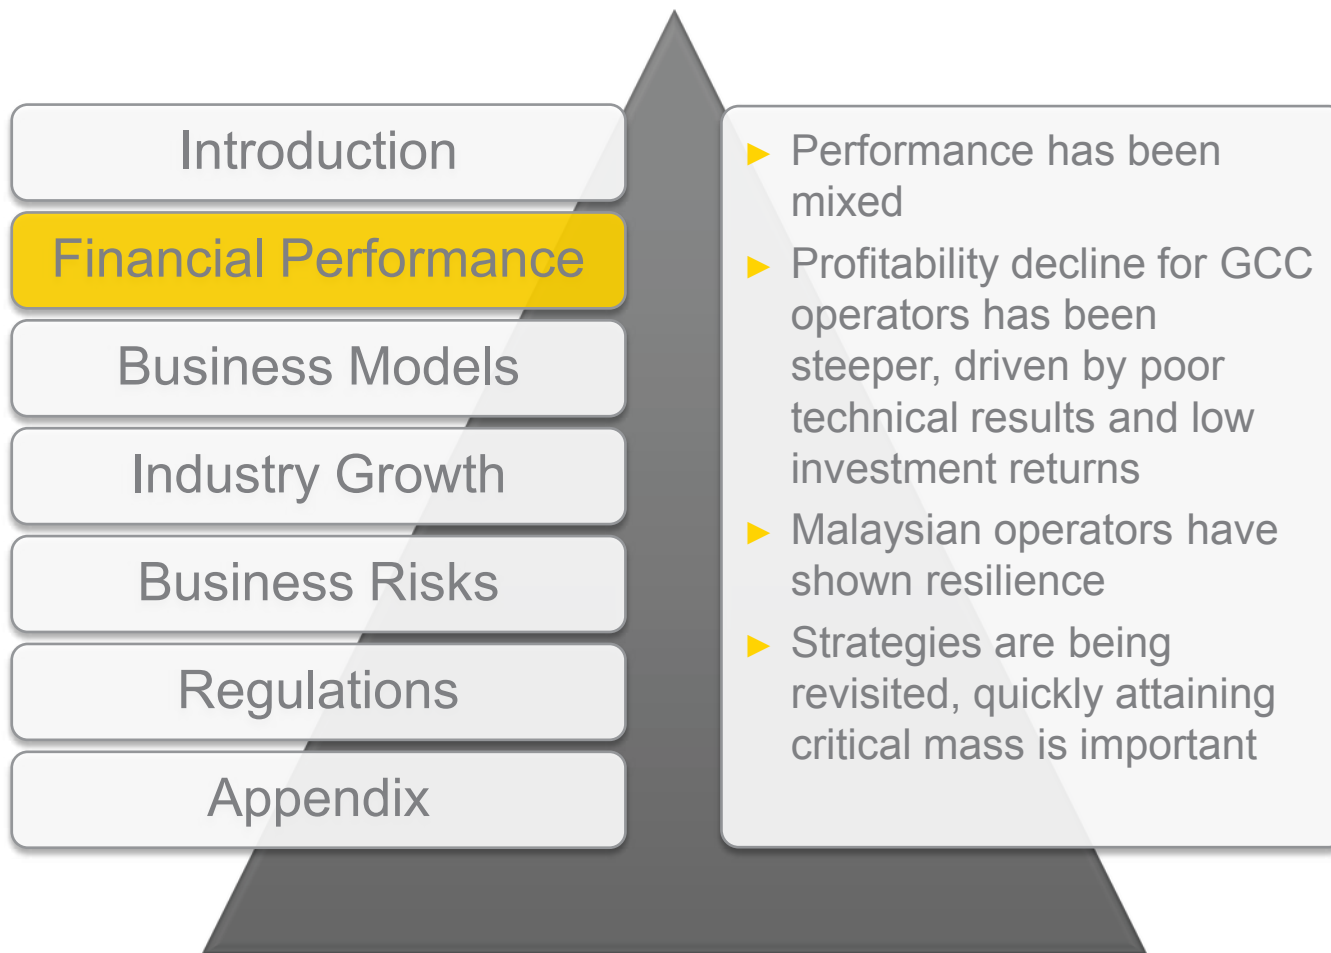 Introduction
Financial Performance
Business Models
Industry Growth
Business Risks
Regulations
Appendix
► Performance has been
mixed
► Profitability decline for GCC
operators has been
steeper, driven by poor
technical results and low
investment returns
► Malaysian operators have
shown resilience
► Strategies are being
revisited, quickly attaining
critical mass is important